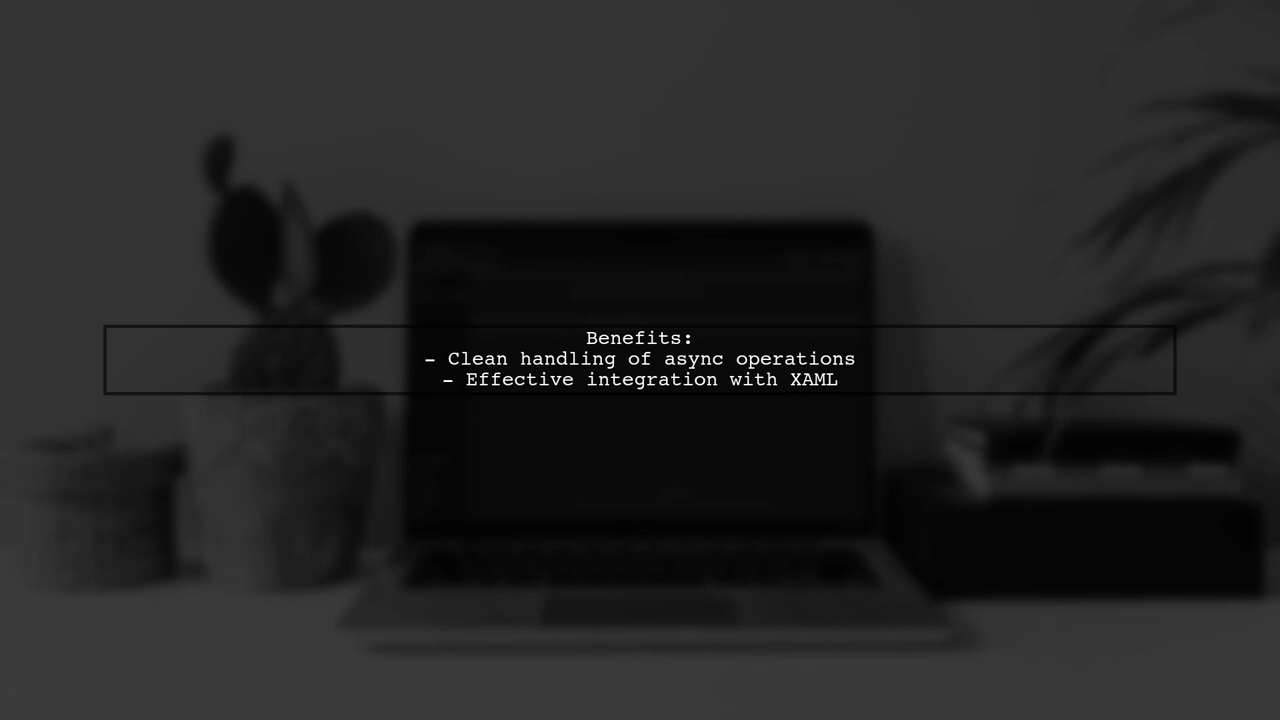 Benefits:
- Clean handling of async operations
- Effective integration with XAML